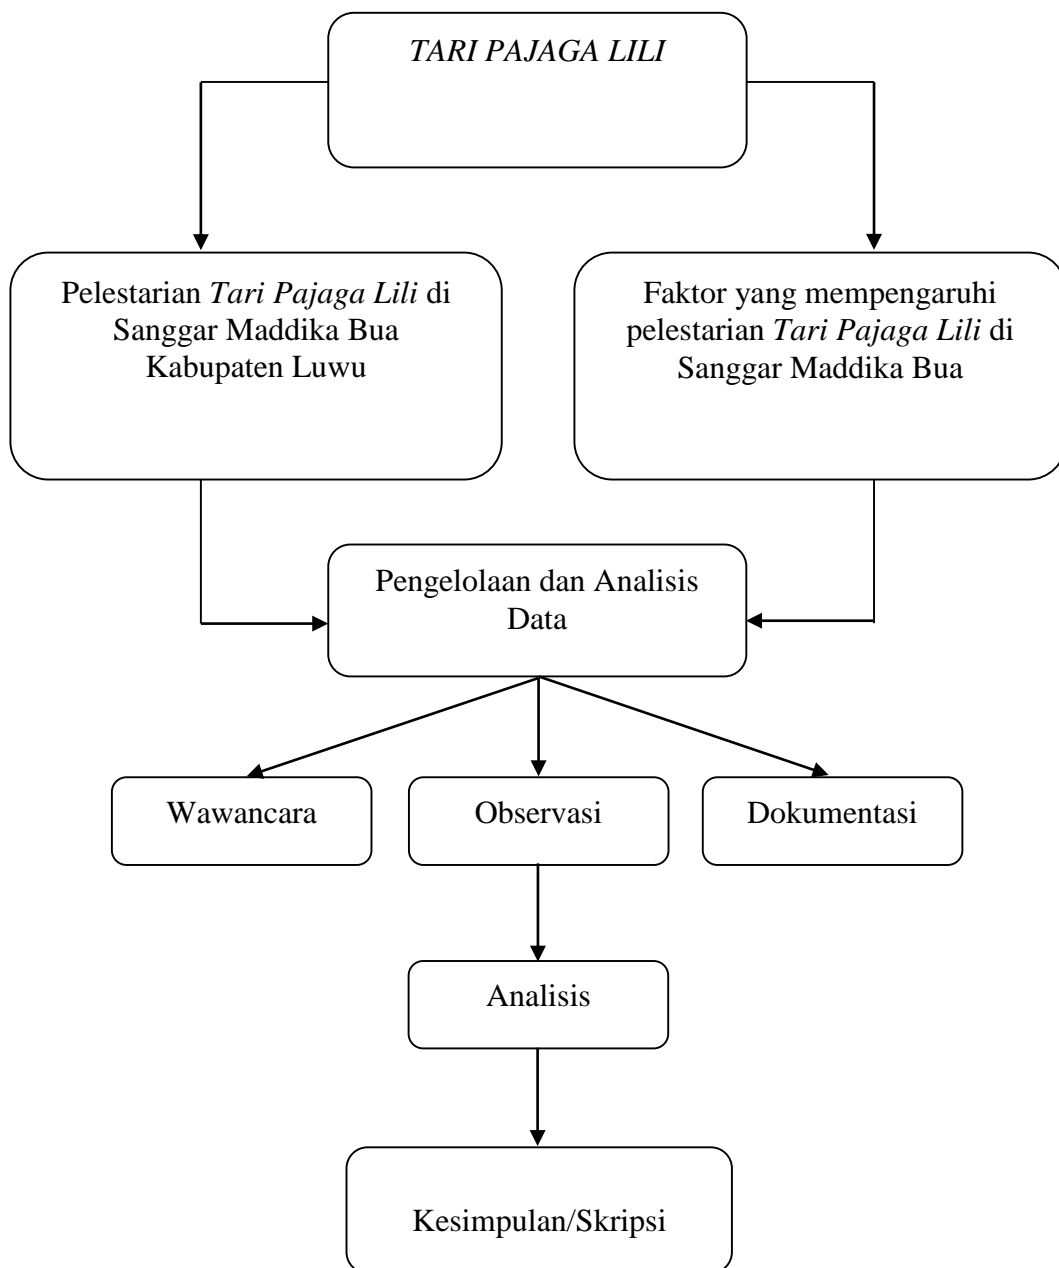 TARI PAJAGA LILI
Pelestarian Tari Pajaga Lili di
Sanggar Maddika Bua
Kabupaten Luwu
Faktor yang mempengaruhi
pelestarian Tari Pajaga Lili di
Sanggar Maddika Bua
Pengelolaan dan Analisis
Data
Wawancara
Observasi
Dokumentasi
Analisis
Kesimpulan/Skripsi